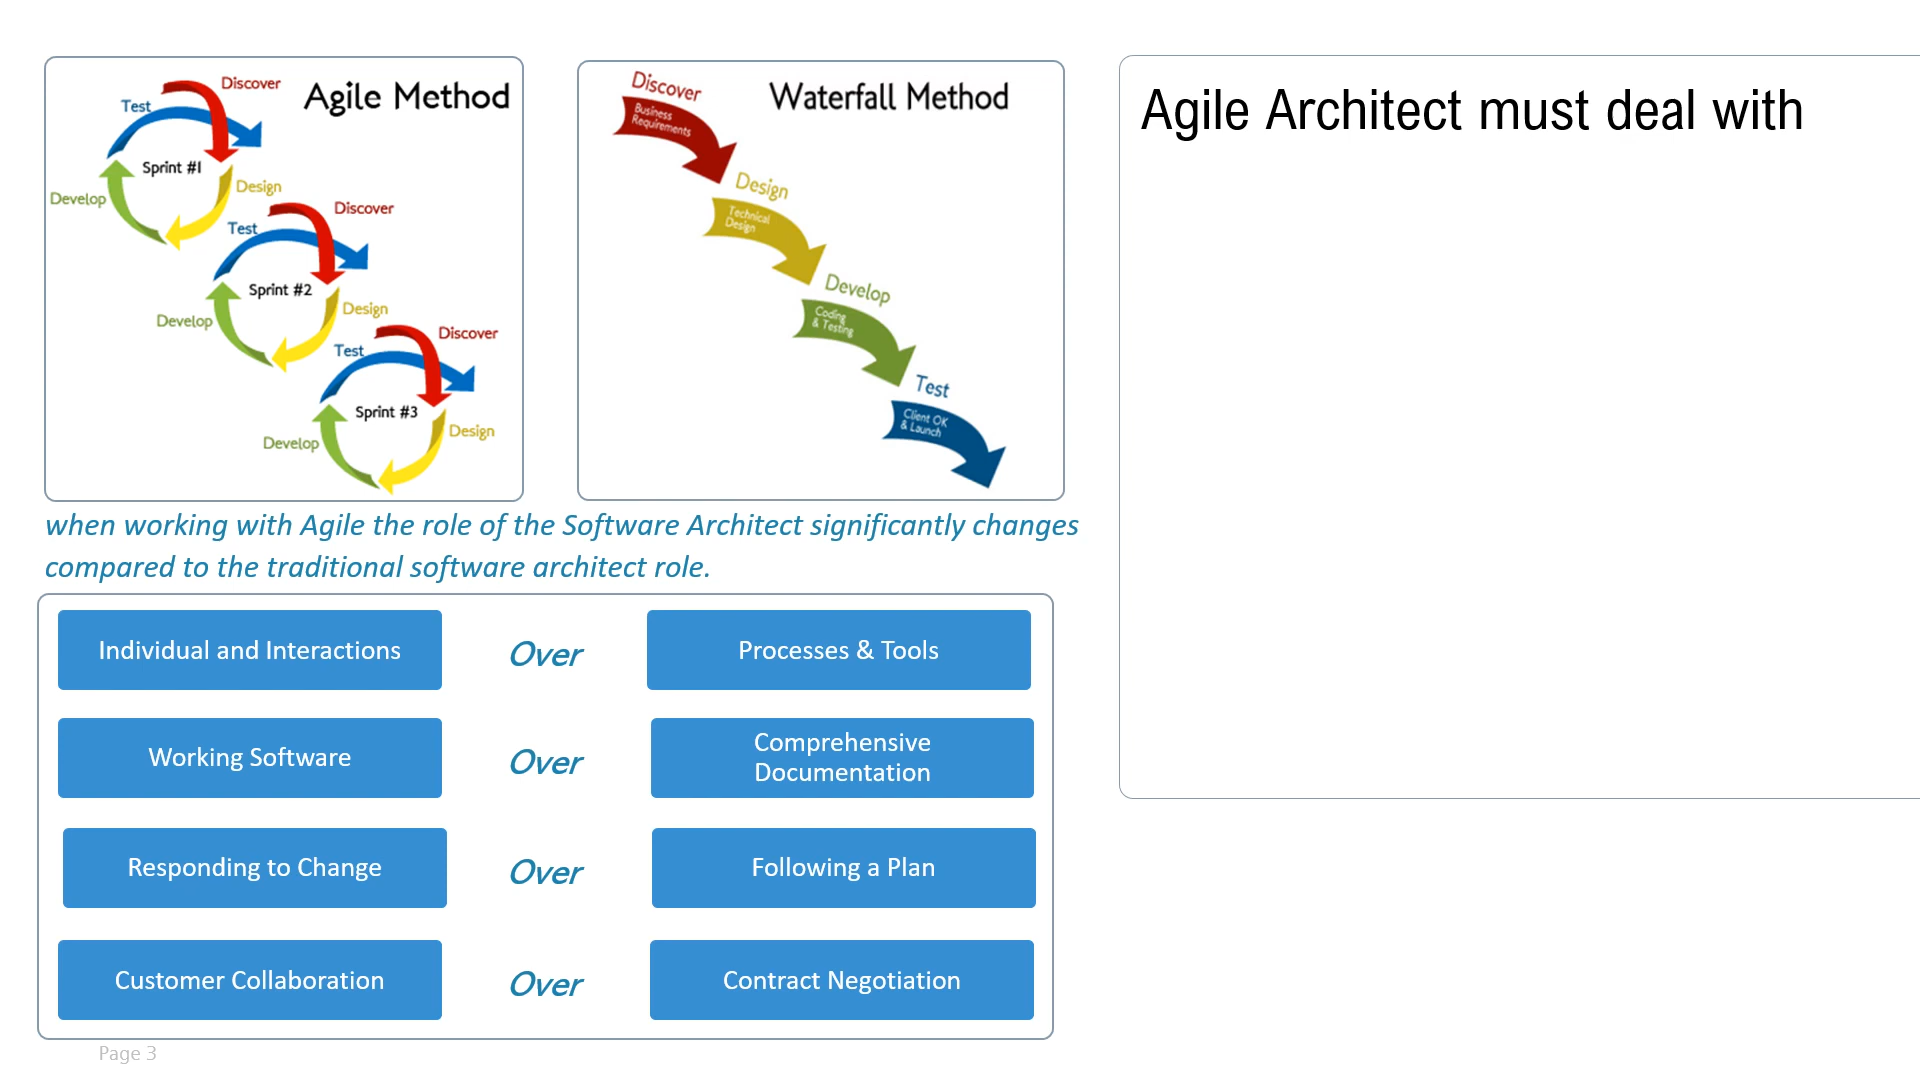 Agile Method
Discover
Test
Sprint #1
Design
Develop
Discover
Test
Sprint #2
Design
Develop
Discover
Test
Sprint #3
Design
Develop
Waterfall Method
Discover
Business
Requirements
Design
Technical
Design
Develop
Coding
& Testing
Test
Client OK
& Launch
when working with Agile the role of the Software Architect significantly changes
compared to the traditional software architect role.
Individual and Interactions
Over
Processes & Tools
Working Software
Over
Comprehensive
Documentation
Responding to Change
Over
Following a Plan
Customer Collaboration
Over
Contract Negotiation
Page 3
Agile Architect must deal with